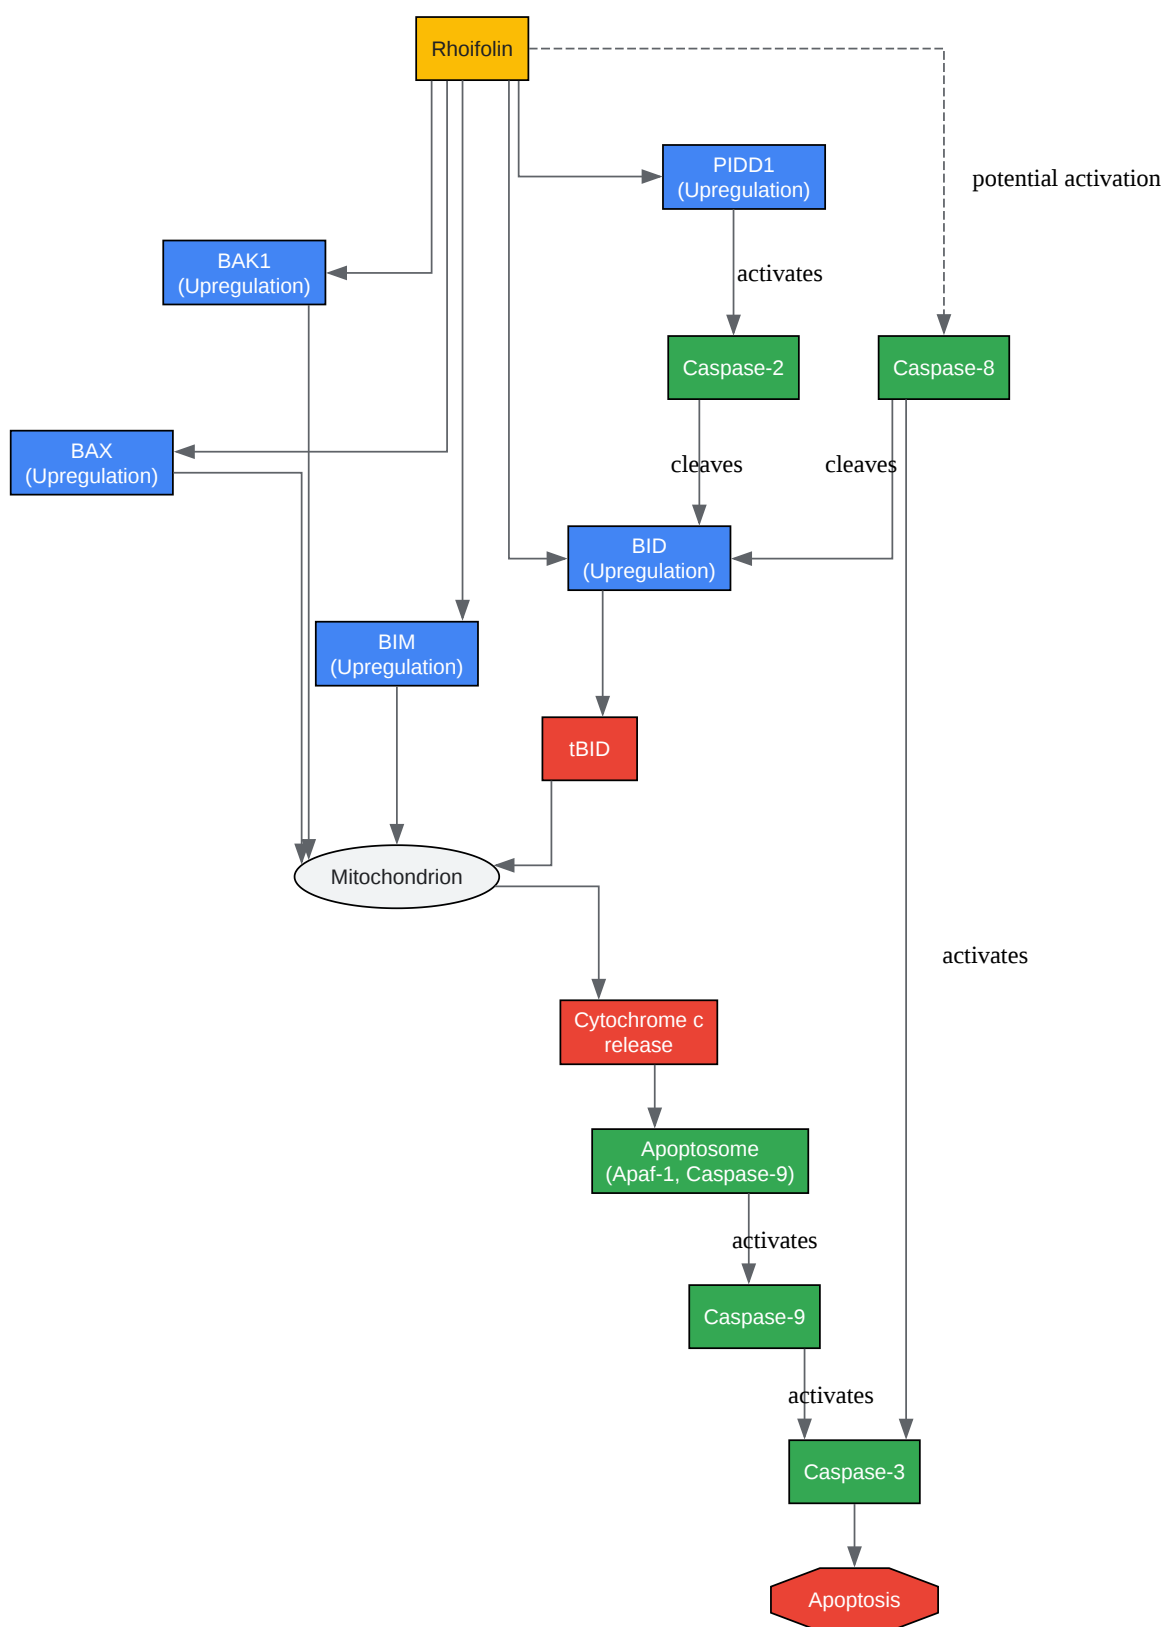 Rhoifolin
PIDD1
(Upregulation)
potential activation
BAK1
(Upregulation)
activates
Caspase-2
Caspase-8
BAX
(Upregulation)
cleaves
cleaves
BID
(Upregulation)
BIM
(Upregulation)
tBID
Mitochondrion
activates
Cytochrome c
release
Apoptosome
(Apaf-1, Caspase-9)
activates
Caspase-9
activates
Caspase-3
Apoptosis